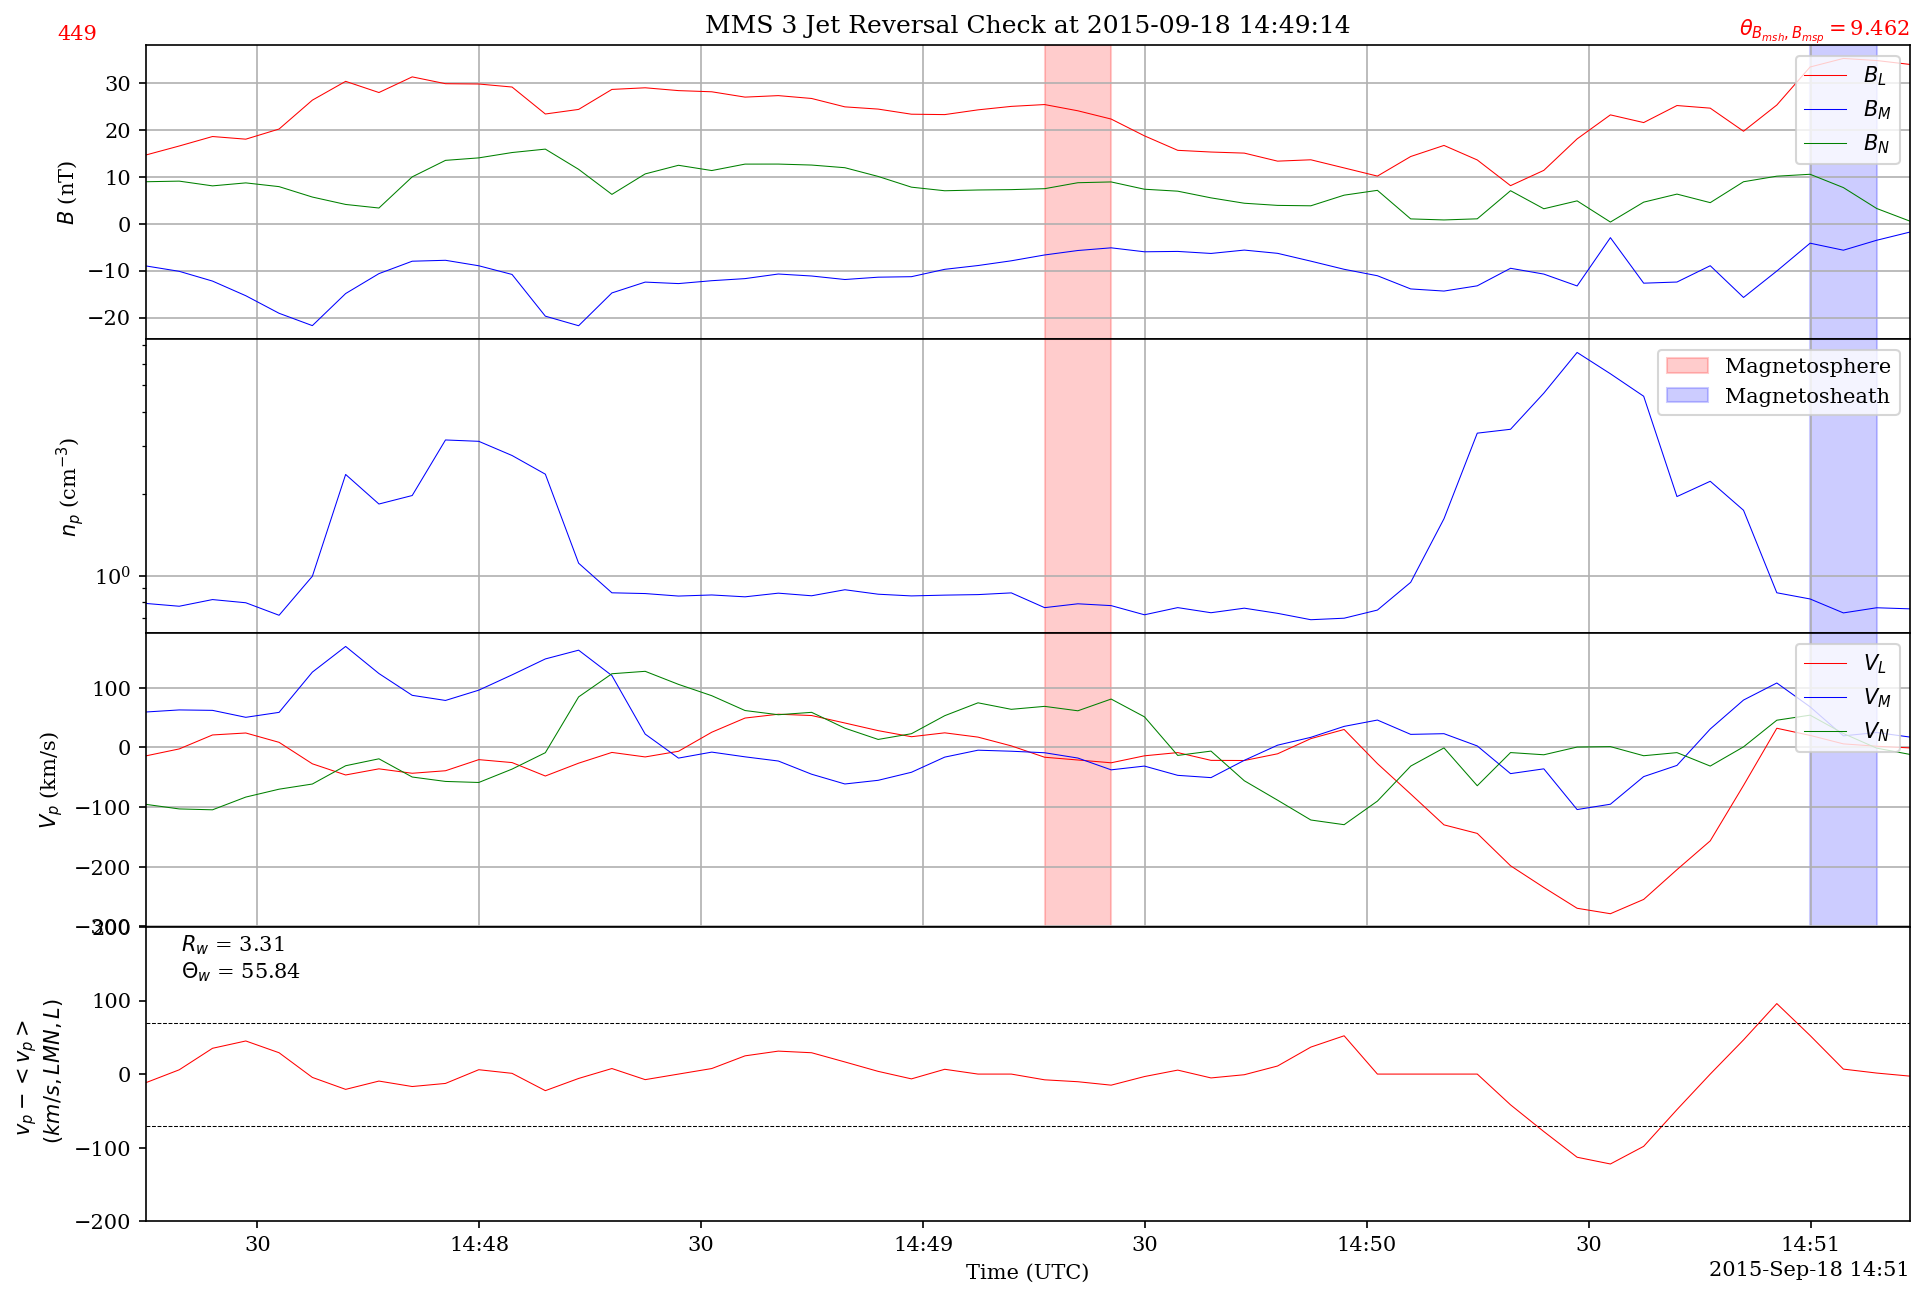 449
MMS 3 Jet Reversal Check at 2015-09-18 14:49:14
θ_{B_{msh}, B_{msp}} = 9.462
30
20
10
0
−10
−20
B (nT)
B_L
B_M
B_N
10^0
n_p (cm^{−3})
Magnetosphere
Magnetosheath
100
0
−100
−200
−300
V_p (km/s)
V_L
V_M
V_N
200
100
0
−100
−200
v_p − < v_p >
(km/s, LMN, L)
R_w = 3.31
Θ_w = 55.84
30 14:48 30 14:49 30 14:50 30 14:51
Time (UTC)
2015-Sep-18 14:51